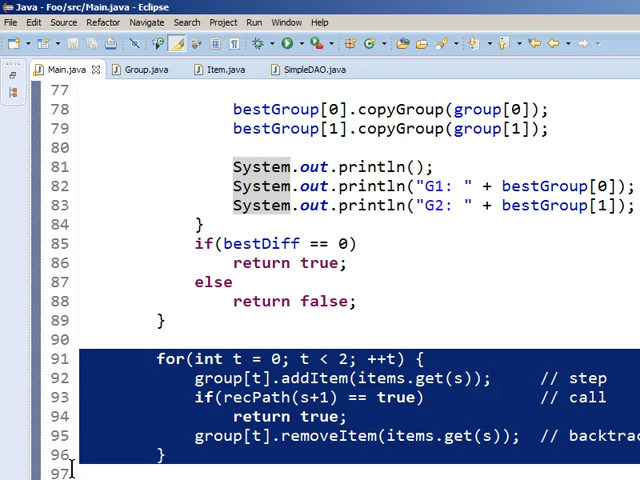 Java - Foo/src/Main.java - Eclipse
File Edit Source Refactor Navigate Search Project Run Window Help
Main.java Group.java Item.java SimpleDAO.java
77
78 bestGroup[0].copyGroup(group[0]);
79 bestGroup[1].copyGroup(group[1]);
80
81 System.out.println();
82 System.out.println("G1: " + bestGroup[0]);
83 System.out.println("G2: " + bestGroup[1]);
84 }
85 if(bestDiff == 0)
86 return true;
87 else
88 return false;
89 }
90
91 for(int t = 0; t < 2; ++t) {
92 group[t].addItem(items.get(s)); // step
93 if(recPath(s+1) == true) // call
94 return true;
95 group[t].removeItem(items.get(s)); // backtra
96 }
97